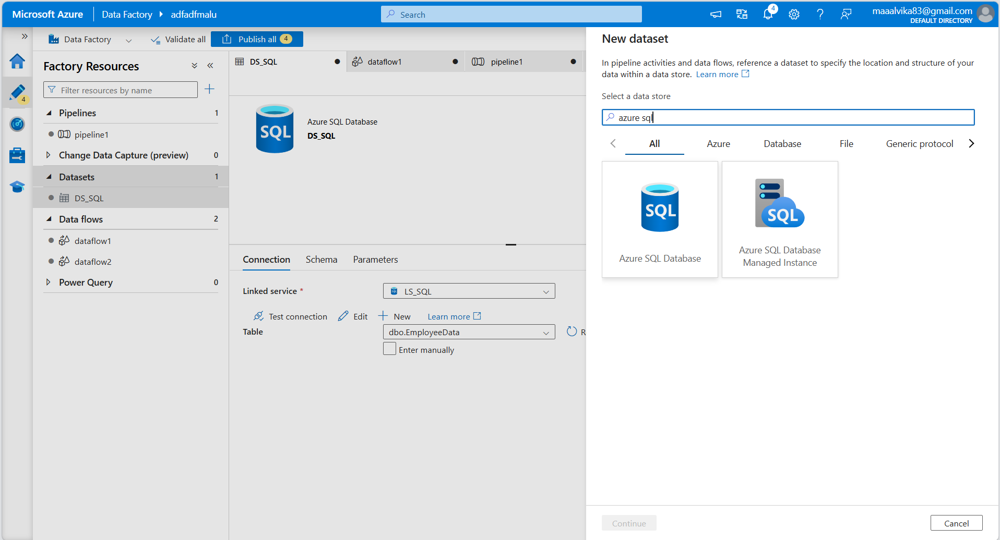 Microsoft Azure
Data Factory
adfadfmalu
Search
4
maaalvika83@gmail.com
DEFAULT DIRECTORY
Data Factory
Validate all
Publish all 4
4
Factory Resources
Filter resources by name
Pipelines 1
pipeline1
Change Data Capture (preview) 0
Datasets 1
DS_SQL
Data flows 2
dataflow1
dataflow2
Power Query 0
DS_SQL
dataflow1
pipeline1
SQL
Azure SQL Database
DS_SQL
Connection Schema Parameters
Linked service * SQL LS_SQL
Test connection Edit New Learn more
Table dbo.EmployeeData R
Enter manually
New dataset
In pipeline activities and data flows, reference a dataset to specify the location and structure of your
data within a data store. Learn more
Select a data store
azure sql
All Azure Database File Generic protocol
SQL
Azure SQL Database
SQL
Azure SQL Database
Managed Instance
Continue Cancel